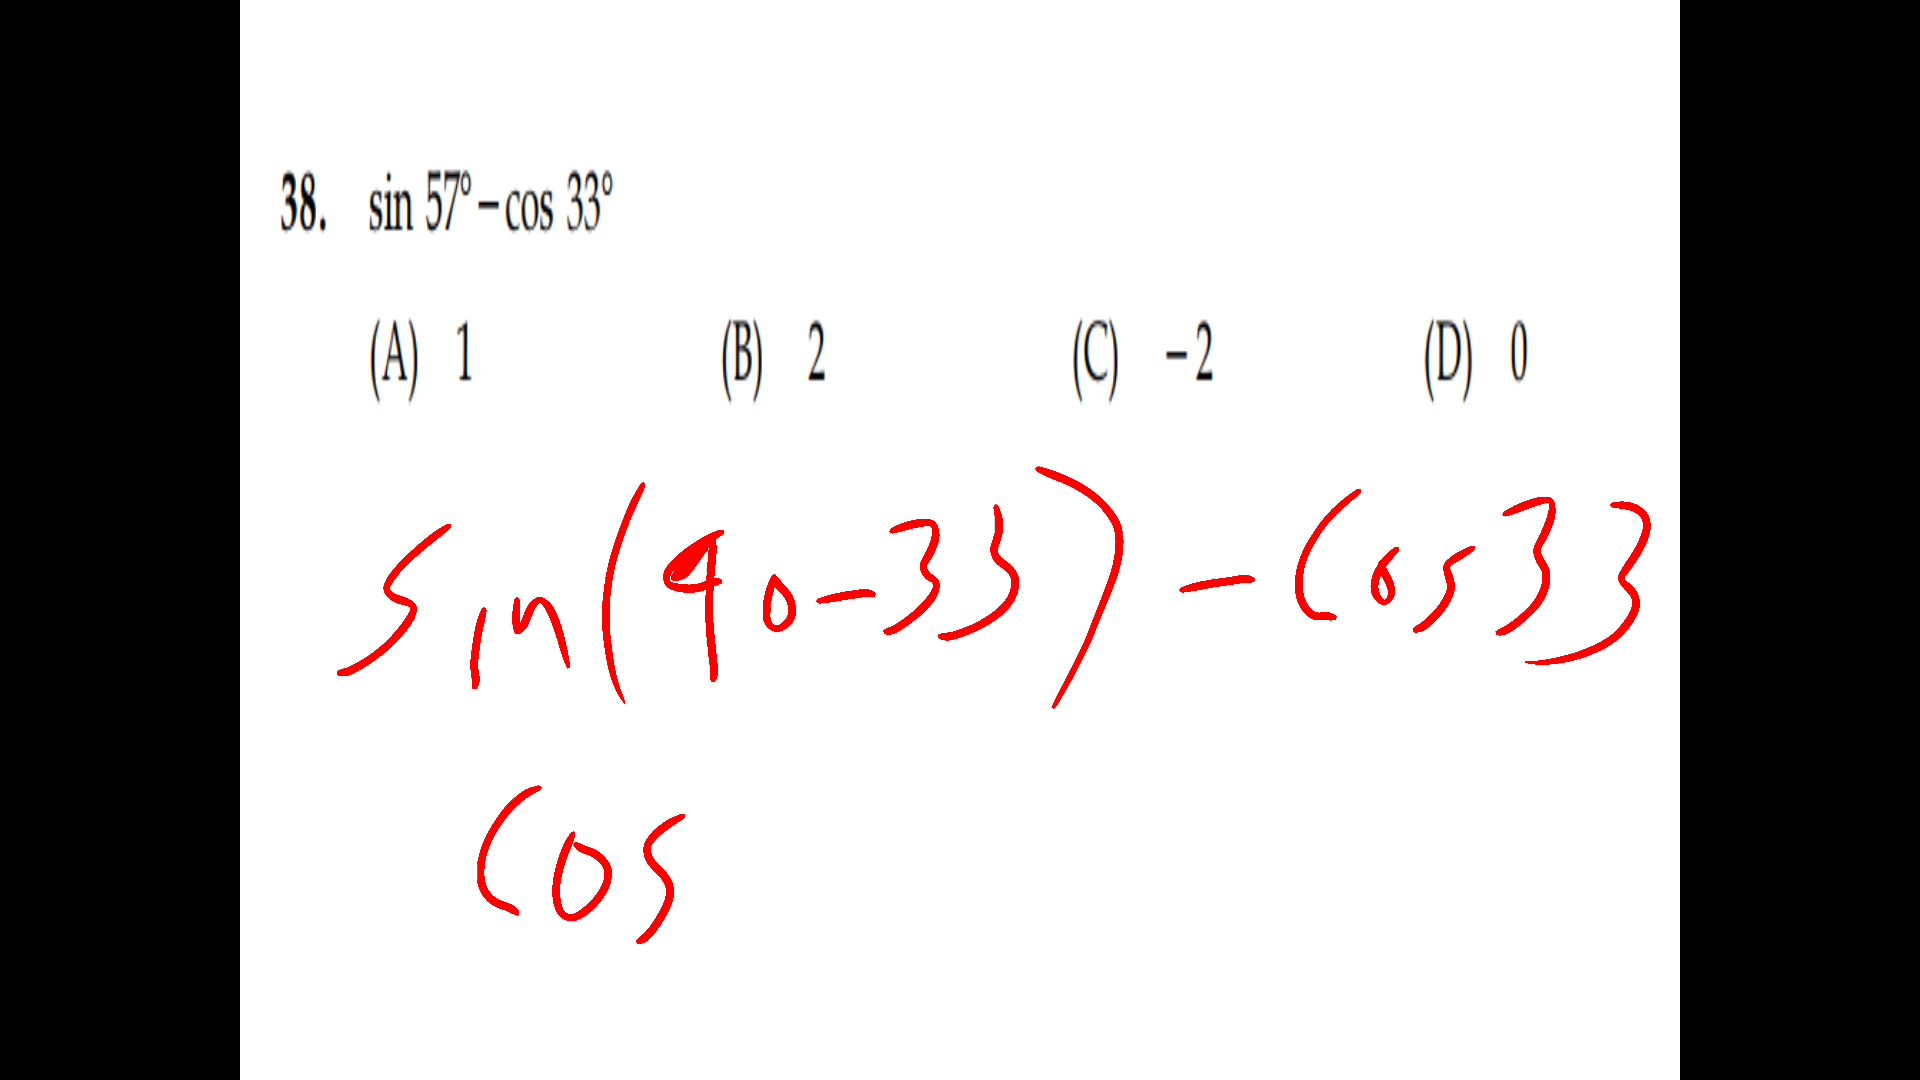 38. sin 57° – cos 33°
(A) 1 (B) 2 (C) – 2 (D) 0
sin(90-33) - cos33
cos